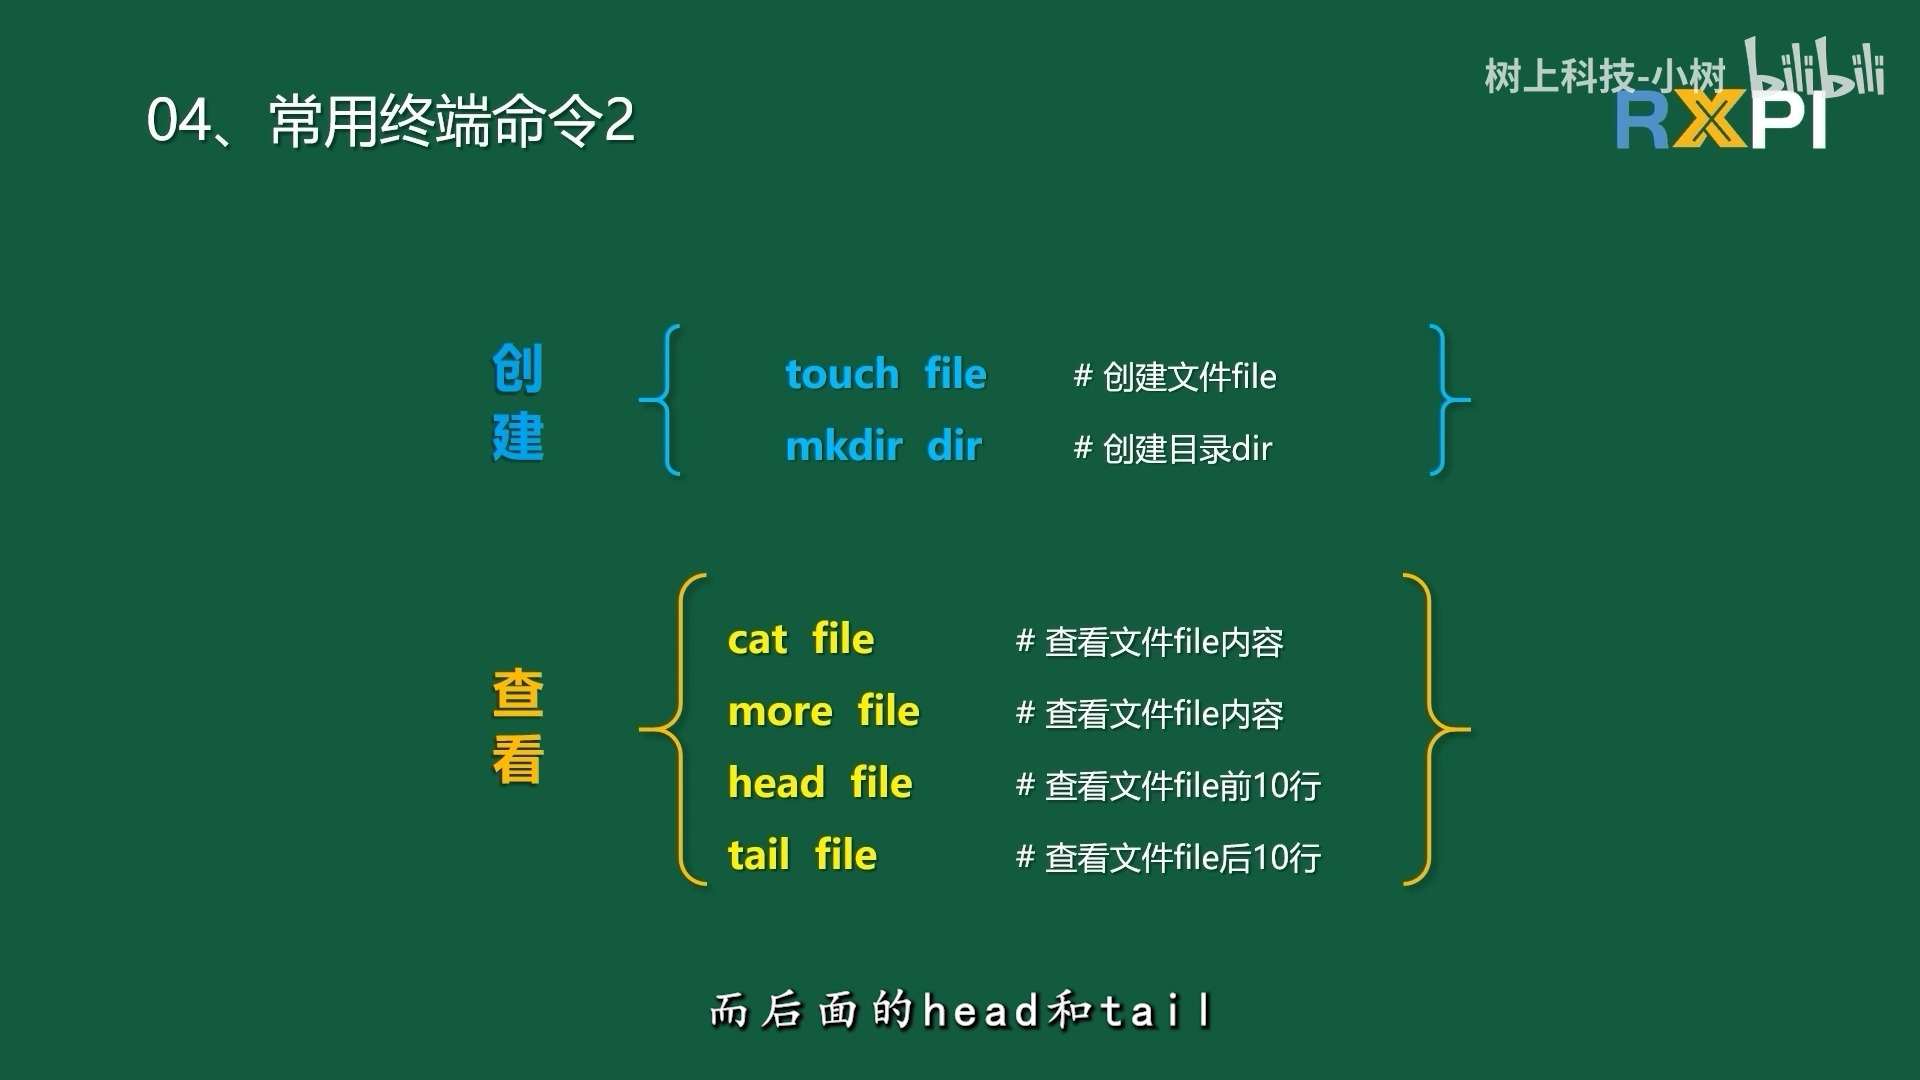 树上科技-小树 bilibili
04、常用终端命令2
RXPI
创建
touch file # 创建文件file
mkdir dir # 创建目录dir
查看
cat file # 查看文件file内容
more file # 查看文件file内容
head file # 查看文件file前10行
tail file # 查看文件file后10行
而后面的head和tail